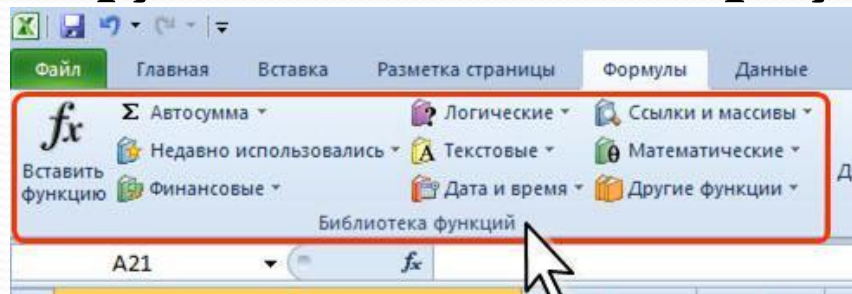 Файл Главная Вставка Разметка страницы Формулы Данные
fx Σ Автосумма Логические Ссылки и массивы
Вставить функцию Недавно использовались Текстовые Математические
Финансовые Дата и время Другие функции
Библиотека функций
A21 fx